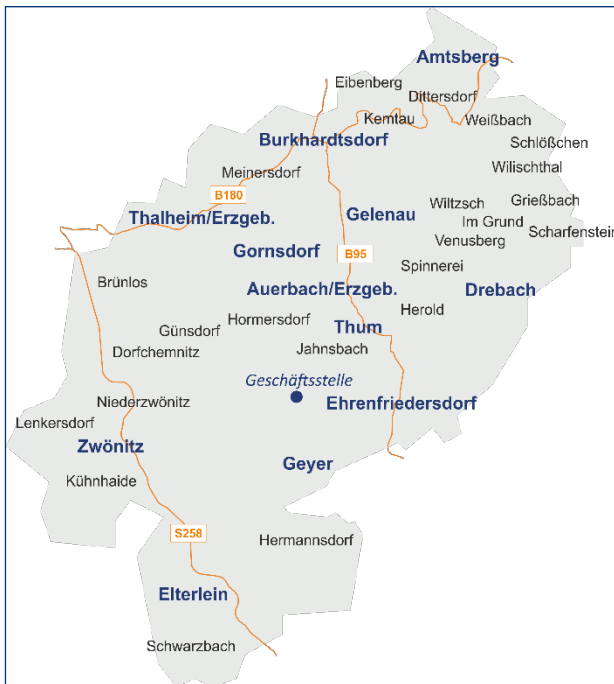 Amtsberg
Eibenberg
Dittersdorf
Kemtau
Weißbach
Burkhardtsdorf
Schlößchen
Meinersdorf
Wilischthal
B180
Wiltzsch
Grießbach
Thalheim/Erzgeb.
Gelenau
Im Grund
Scharfenstein
Venusberg
Gornsdorf
B95
Spinnerei
Brünlos
Auerbach/Erzgeb.
Drebach
Herold
Hormersdorf
Günsdorf
Thum
Dorfchemnitz
Jahnsbach
Geschäftsstelle
Niederzwönitz
Ehrenfriedersdorf
Lenkersdorf
Zwönitz
Geyer
Kühnhaide
S258
Hermannsdorf
Elterlein
Schwarzbach